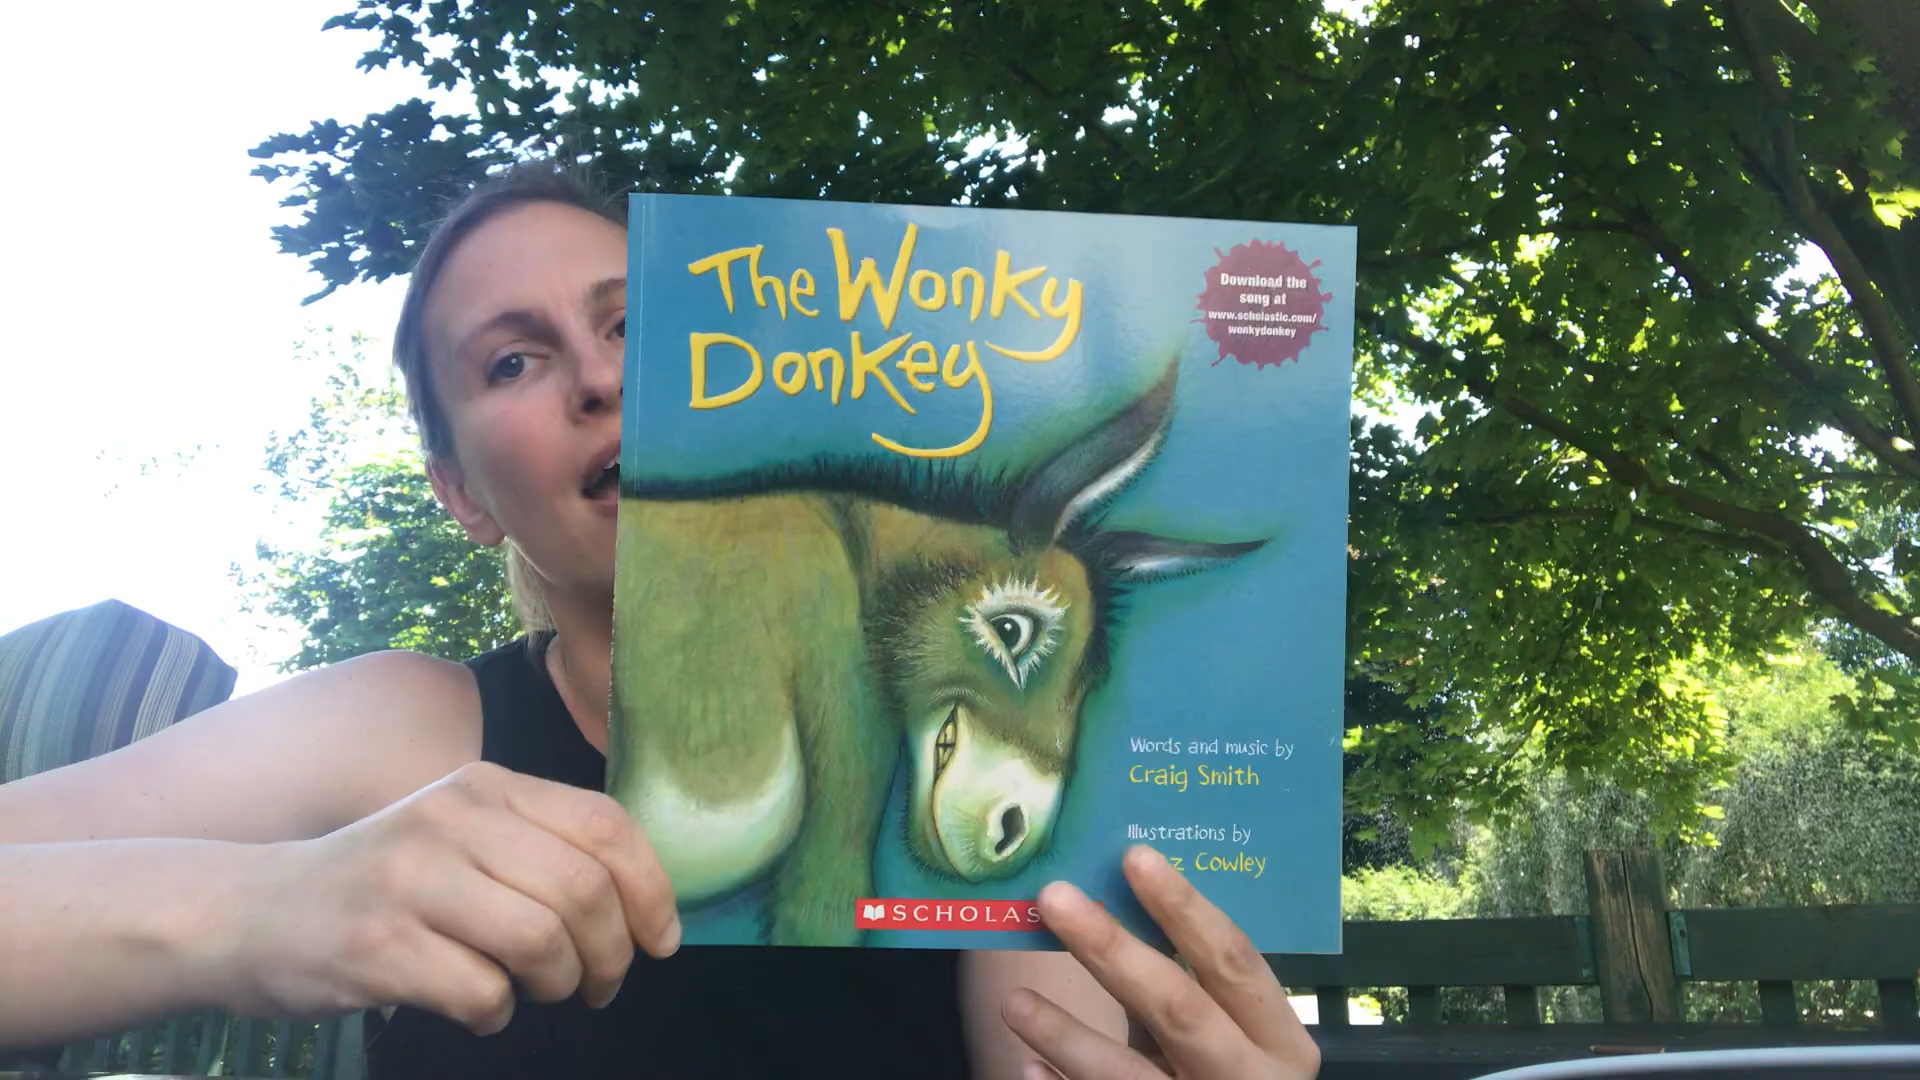 The Wonky
Donkey
Download the
song at
www.scholastic.com/
wonkydonkey
Words and music by
Craig Smith
Illustrations by
Cowley